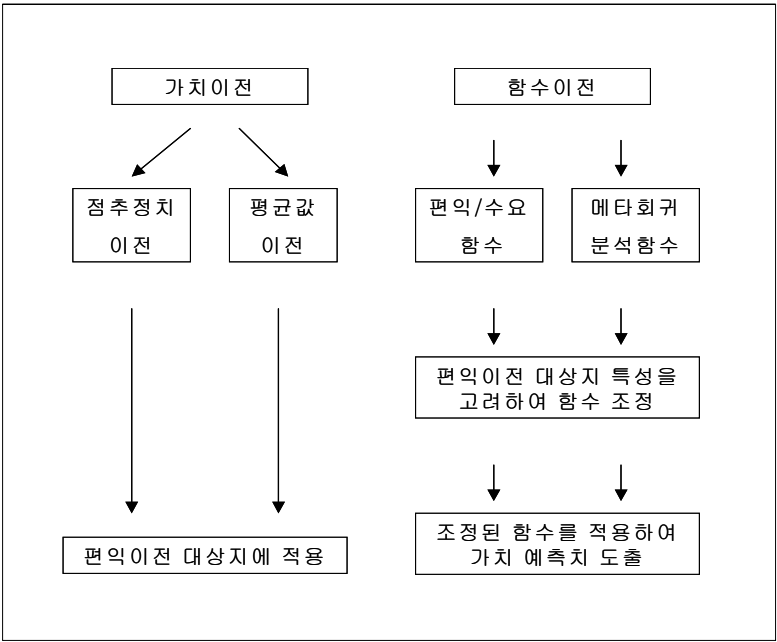 가치이전
함수이전
점추정치
이전
평균값
이전
편익/수요
함수
메타회귀
분석함수
편익이전 대상지 특성을
고려하여 함수 조정
편익이전 대상지에 적용
조정된 함수를 적용하여
가치 예측치 도출